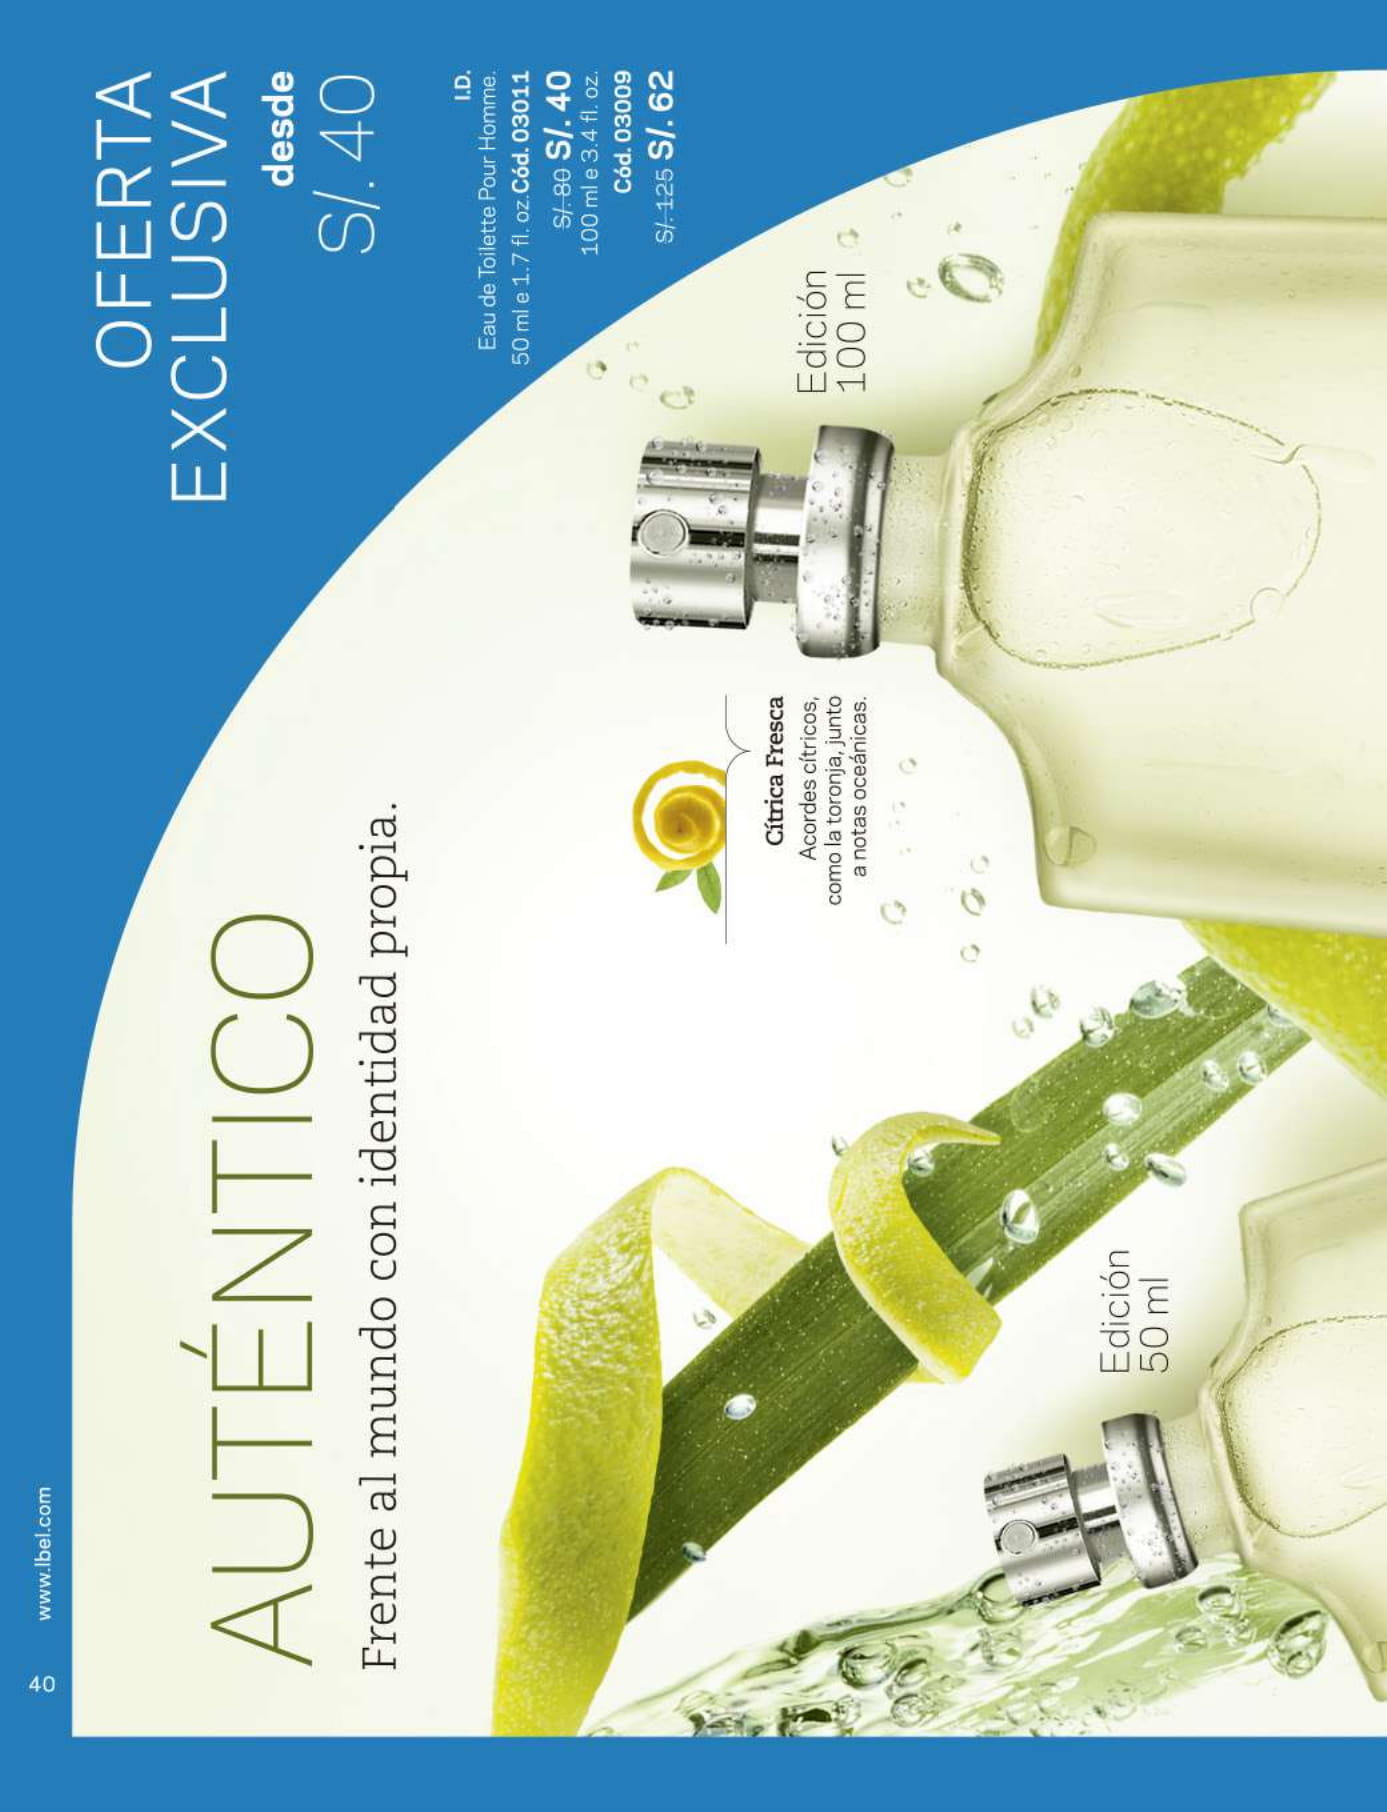 40
www.lbel.com
AUTÉNTICO
Frente al mundo con identidad propia.
OFERTA
EXCLUSIVA
desde
S/. 40
I.D.
Eau de Toilette Pour Homme.
50 ml e 1.7 fl. oz.Cód. 03011
S/. 80 S/. 40
100 ml e 3.4 fl. oz.
Cód. 03009
S/. 125 S/. 62
Cítrica Fresca
Acordes cítricos,
como la toronja, junto
a notas oceánicas.
Edición
100 ml
Edición
50 ml